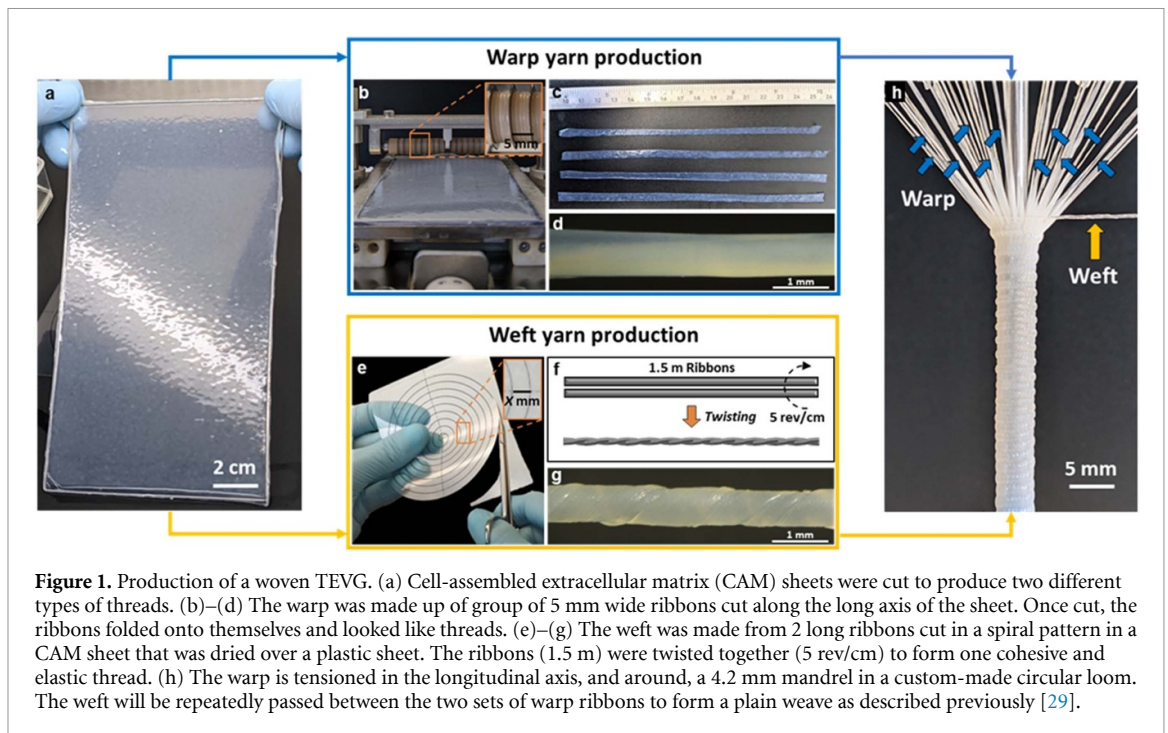 Warp yarn production
a
b
5 mm
c
d
1 mm
2 cm
Weft yarn production
e
X mm
f
1.5 m Ribbons
5 rev/cm
Twisting
g
1 mm
h
Warp
Weft
5 mm
Figure 1. Production of a woven TEVG. (a) Cell-assembled extracellular matrix (CAM) sheets were cut to produce two different
types of threads. (b)–(d) The warp was made up of group of 5 mm wide ribbons cut along the long axis of the sheet. Once cut, the
ribbons folded onto themselves and looked like threads. (e)–(g) The weft was made from 2 long ribbons cut in a spiral pattern in a
CAM sheet that was dried over a plastic sheet. The ribbons (1.5 m) were twisted together (5 rev/cm) to form one cohesive and
elastic thread. (h) The warp is tensioned in the longitudinal axis, and around, a 4.2 mm mandrel in a custom-made circular loom.
The weft will be repeatedly passed between the two sets of warp ribbons to form a plain weave as described previously [29].